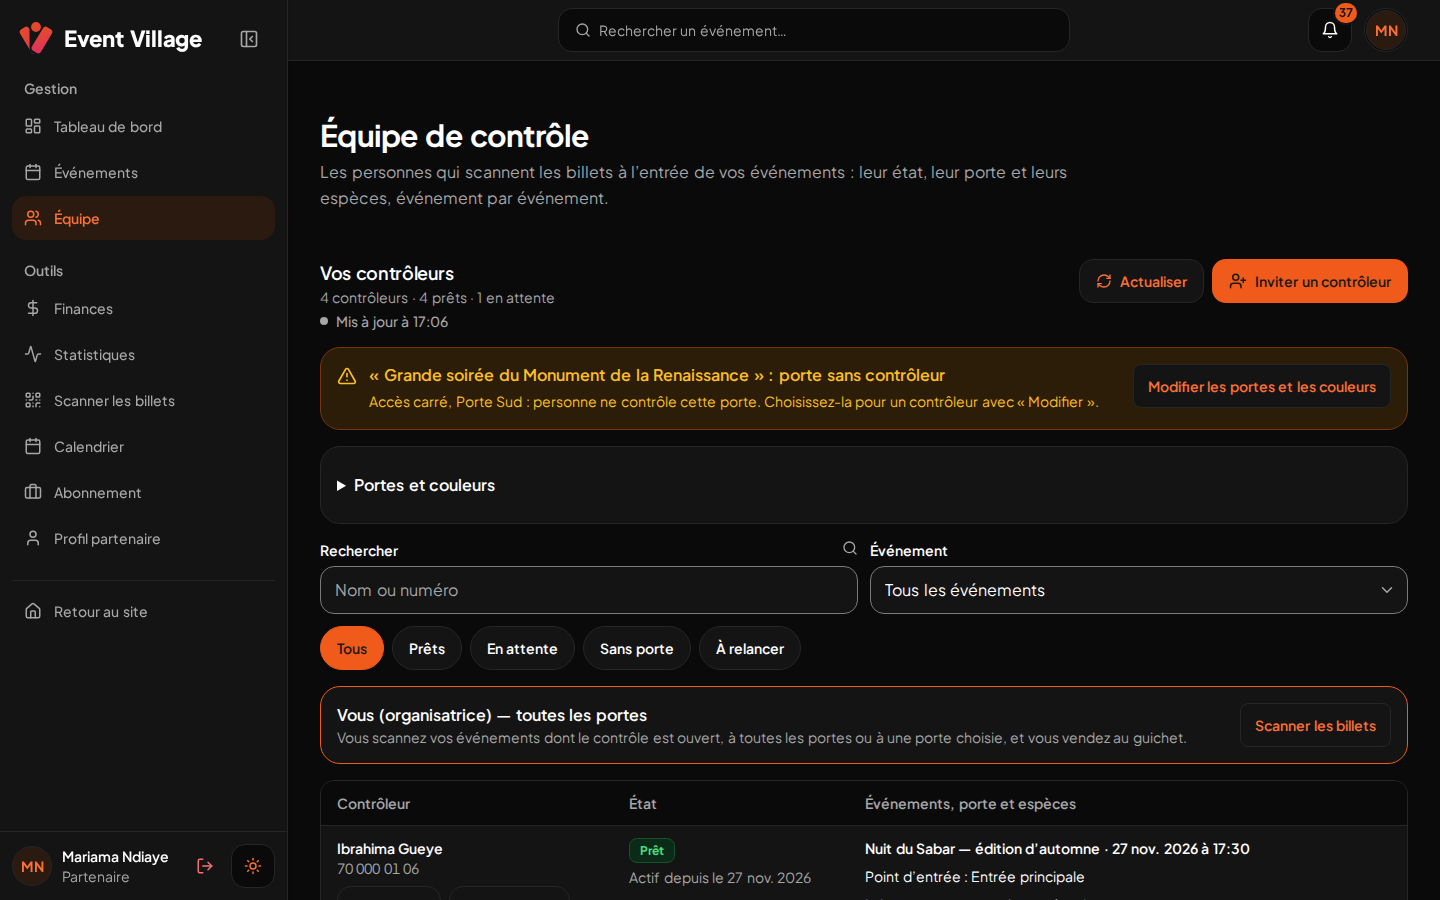 Event Village
Rechercher un événement…
37
MN
Gestion
Tableau de bord
Événements
Équipe
Outils
Finances
Statistiques
Scanner les billets
Calendrier
Abonnement
Profil partenaire
Retour au site
MN
Mariama Ndiaye
Partenaire
Équipe de contrôle
Les personnes qui scannent les billets à l’entrée de vos événements : leur état, leur porte et leurs
espèces, événement par événement.
Vos contrôleurs
4 contrôleurs · 4 prêts · 1 en attente
Mis à jour à 17:06
Actualiser
Inviter un contrôleur
« Grande soirée du Monument de la Renaissance » : porte sans contrôleur
Accès carré, Porte Sud : personne ne contrôle cette porte. Choisissez-la pour un contrôleur avec « Modifier ».
Modifier les portes et les couleurs
Portes et couleurs
Rechercher
Nom ou numéro
Événement
Tous les événements
Tous
Prêts
En attente
Sans porte
À relancer
Vous (organisatrice) — toutes les portes
Vous scannez vos événements dont le contrôle est ouvert, à toutes les portes ou à une porte choisie, et vous vendez au guichet.
Scanner les billets
Contrôleur
État
Événements, porte et espèces
Ibrahima Gueye
70 000 01 06
Prêt
Actif depuis le 27 nov. 2026
Nuit du Sabar — édition d’automne · 27 nov. 2026 à 17:30
Point d’entrée : Entrée principale